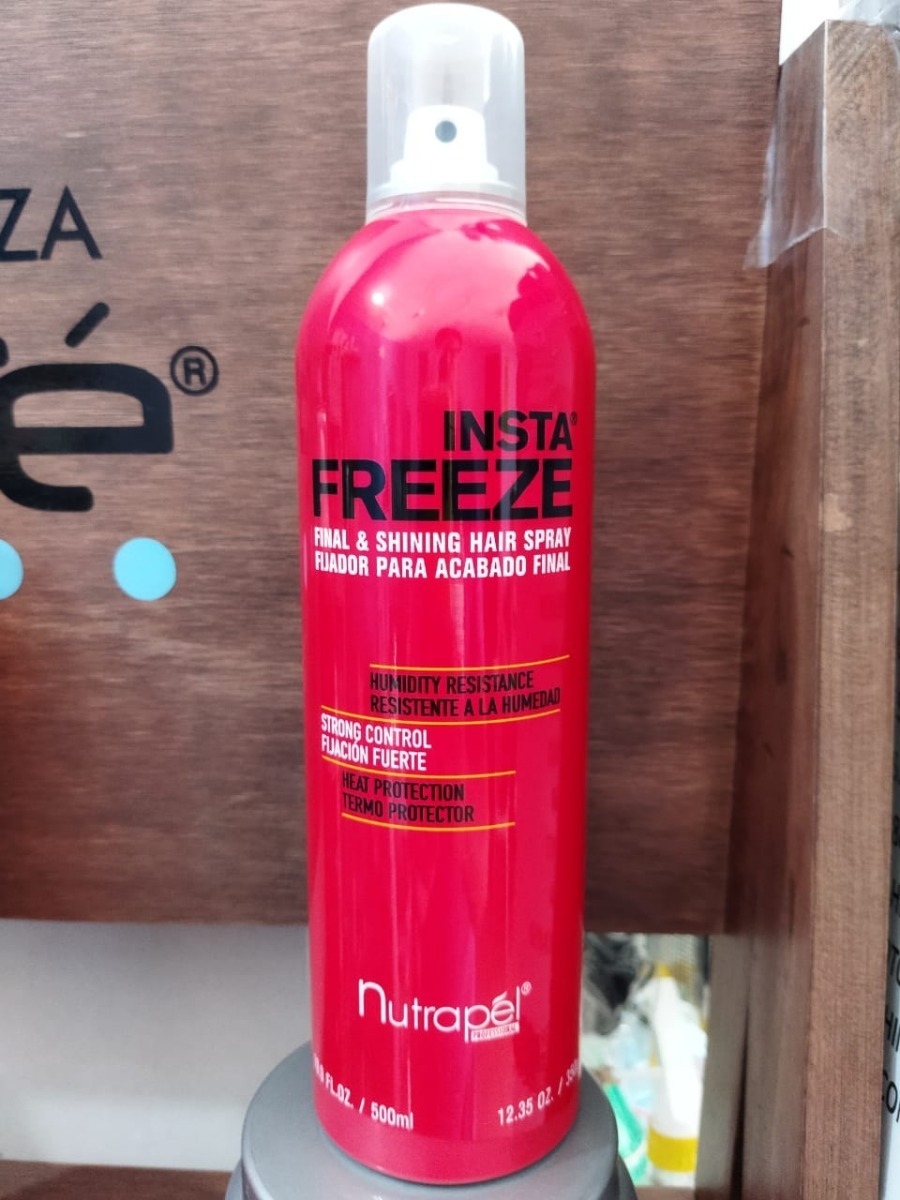 ZA
é®
INSTA®
FREEZE
FINAL & SHINING HAIR SPRAY
FIJADOR PARA ACABADO FINAL
HUMIDITY RESISTANCE
RESISTENTE A LA HUMEDAD
STRONG CONTROL
FIJACIÓN FUERTE
HEAT PROTECTION
TERMO PROTECTOR
nutrapél®
PROFESSIONAL
FL.OZ. / 500ml
12.35 OZ. /